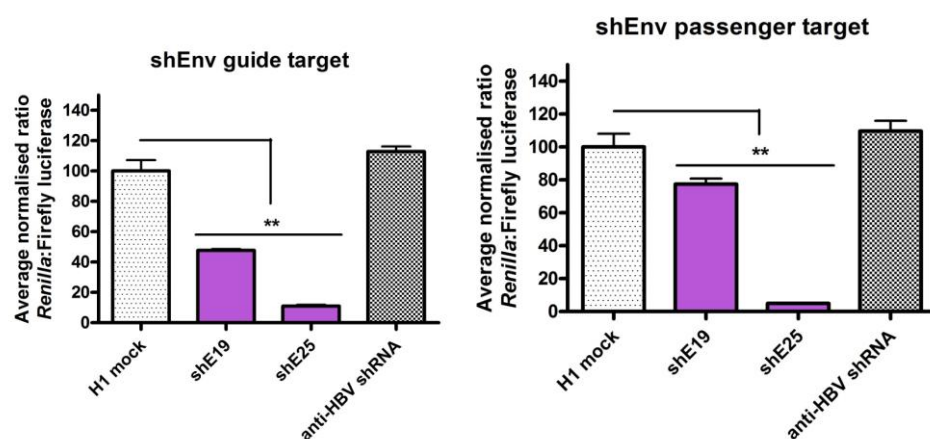 shEnv guide target
Average normalised ratio
Renilla:Firefly luciferase
140
120
100
80
60
40
20
0
**
H1 mock
shE19
shE25
anti-HBV shRNA
shEnv passenger target
Average normalised ratio
Renilla:Firefly luciferase
140
120
100
80
60
40
20
0
**
H1 mock
shE19
shE25
anti-HBV shRNA